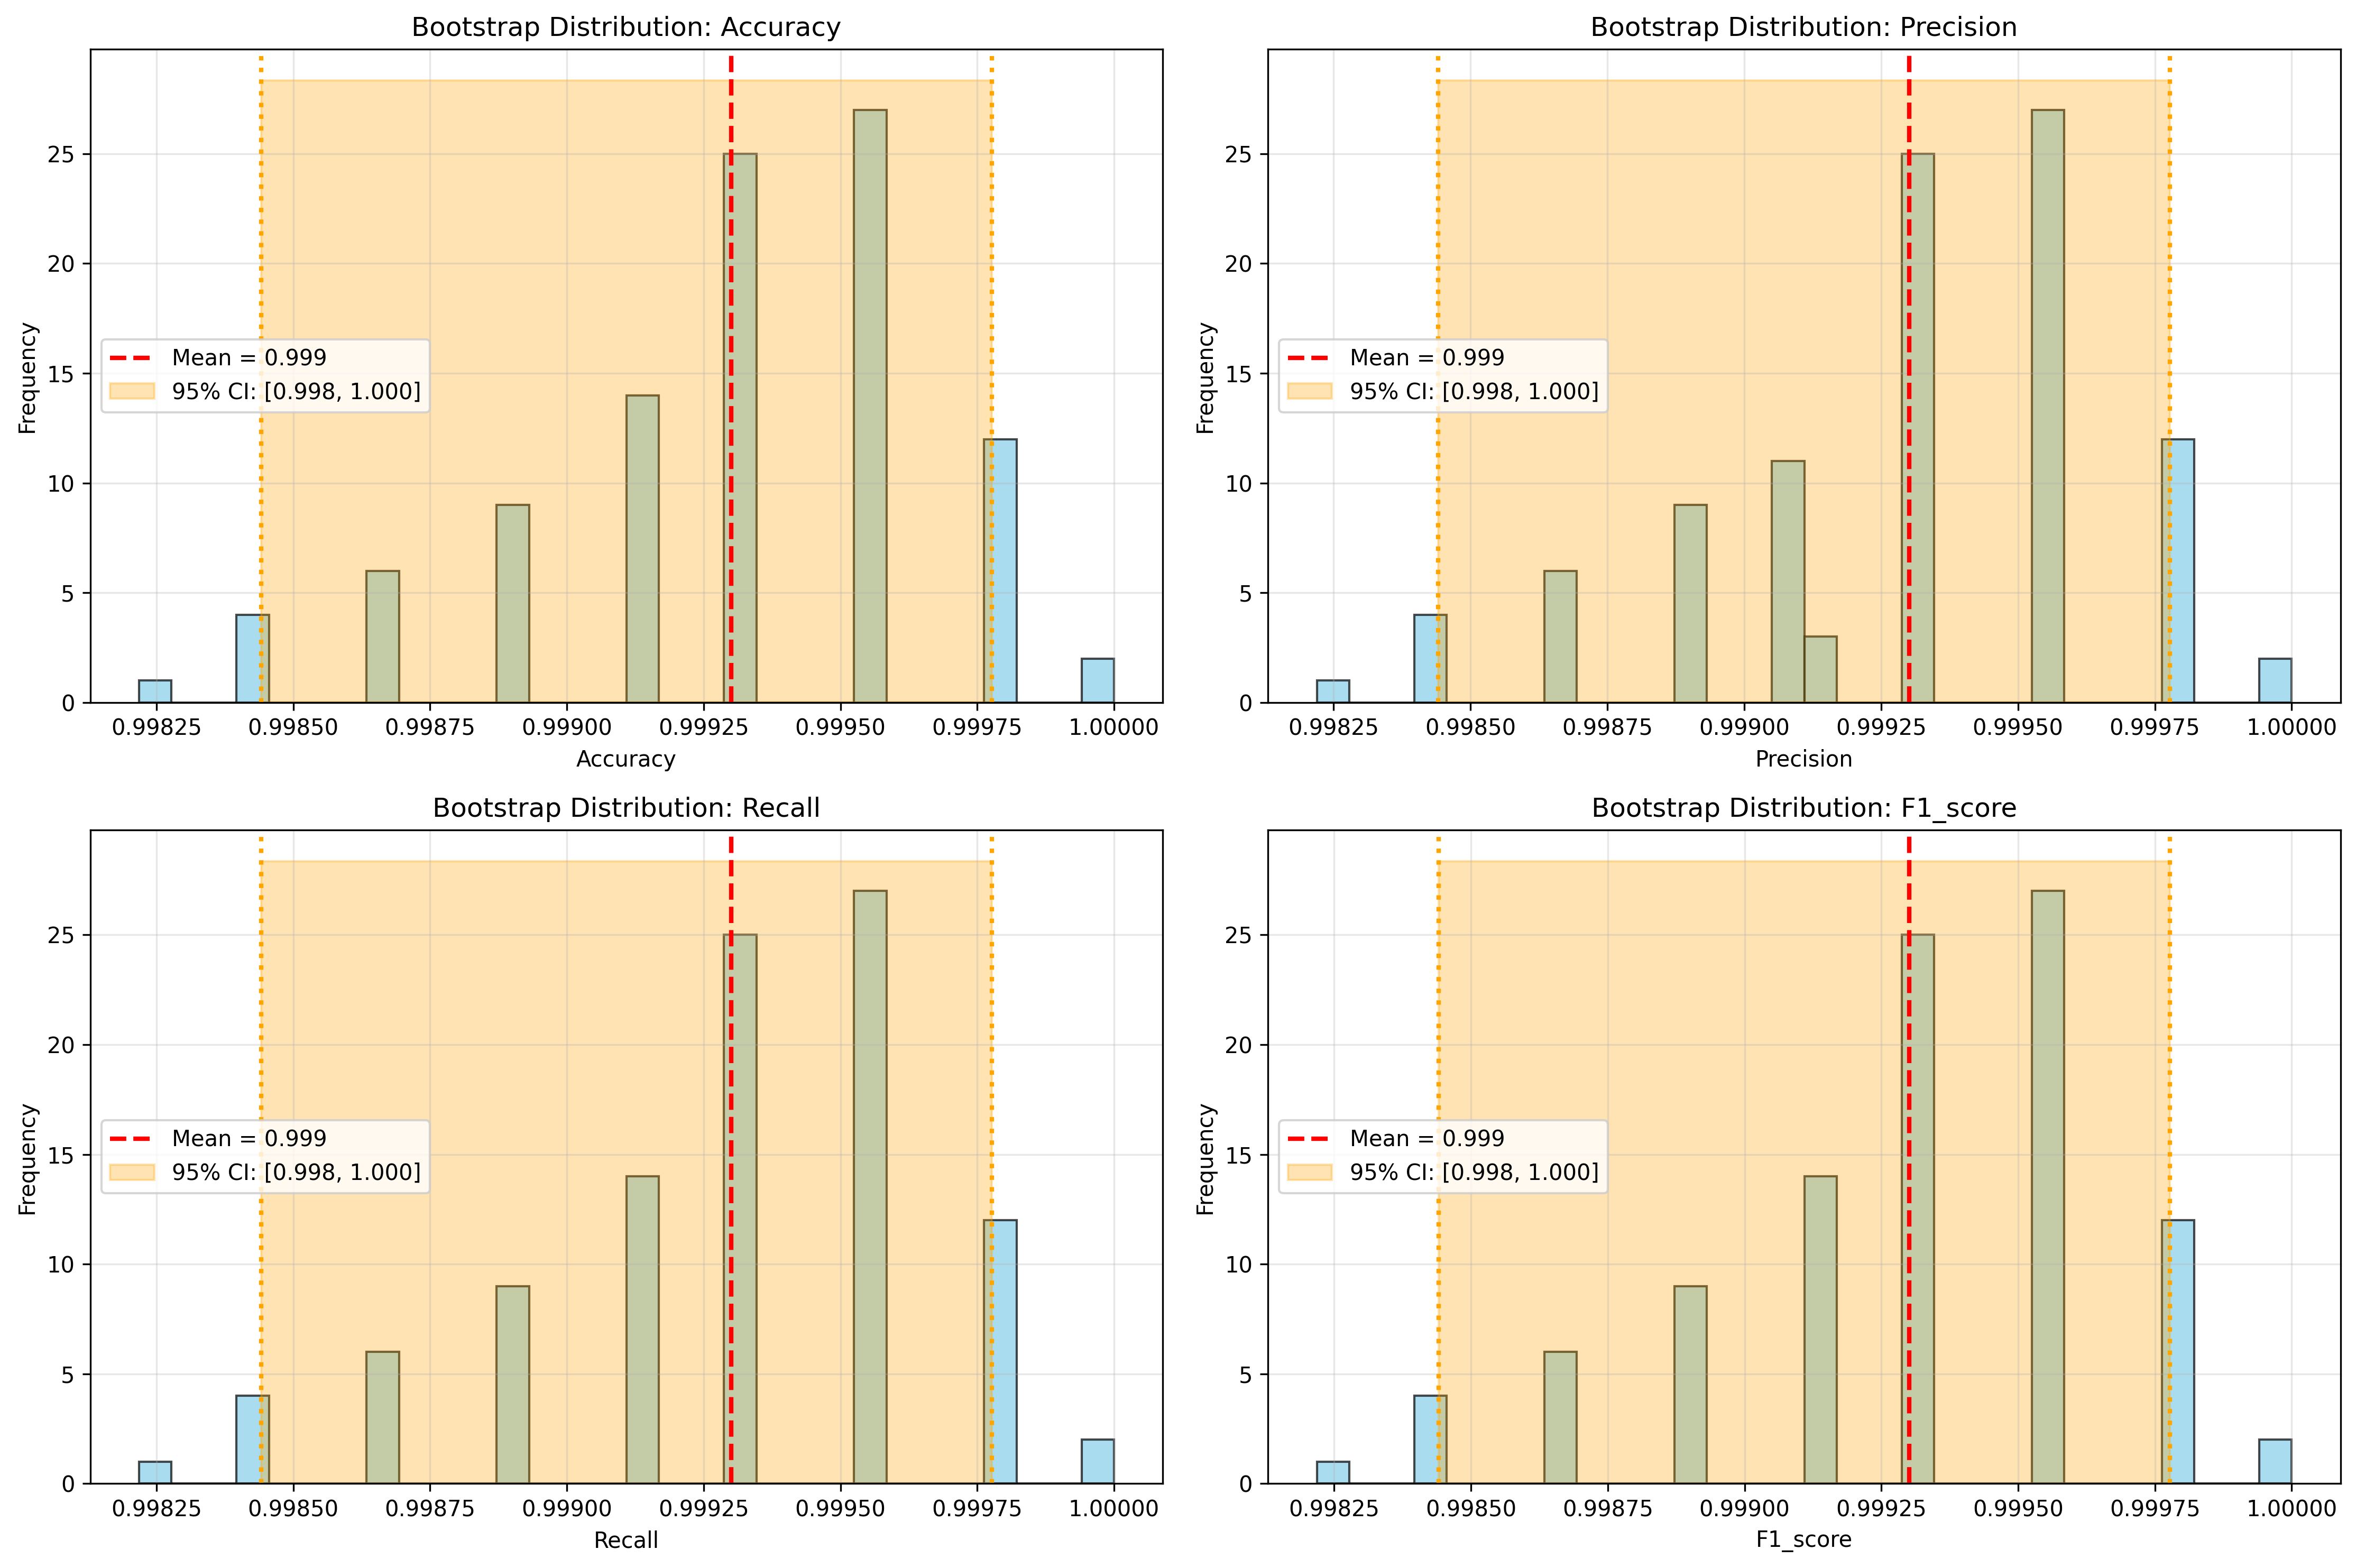 Bootstrap Distribution: Accuracy
25
20
15
10
5
0
Frequency
Mean = 0.999
95% CI: [0.998, 1.000]
0.99825 0.99850 0.99875 0.99900 0.99925 0.99950 0.99975 1.00000
Accuracy
Bootstrap Distribution: Precision
25
20
15
10
5
0
Frequency
Mean = 0.999
95% CI: [0.998, 1.000]
0.99825 0.99850 0.99875 0.99900 0.99925 0.99950 0.99975 1.00000
Precision
Bootstrap Distribution: Recall
25
20
15
10
5
0
Frequency
Mean = 0.999
95% CI: [0.998, 1.000]
0.99825 0.99850 0.99875 0.99900 0.99925 0.99950 0.99975 1.00000
Recall
Bootstrap Distribution: F1_score
25
20
15
10
5
0
Frequency
Mean = 0.999
95% CI: [0.998, 1.000]
0.99825 0.99850 0.99875 0.99900 0.99925 0.99950 0.99975 1.00000
F1_score